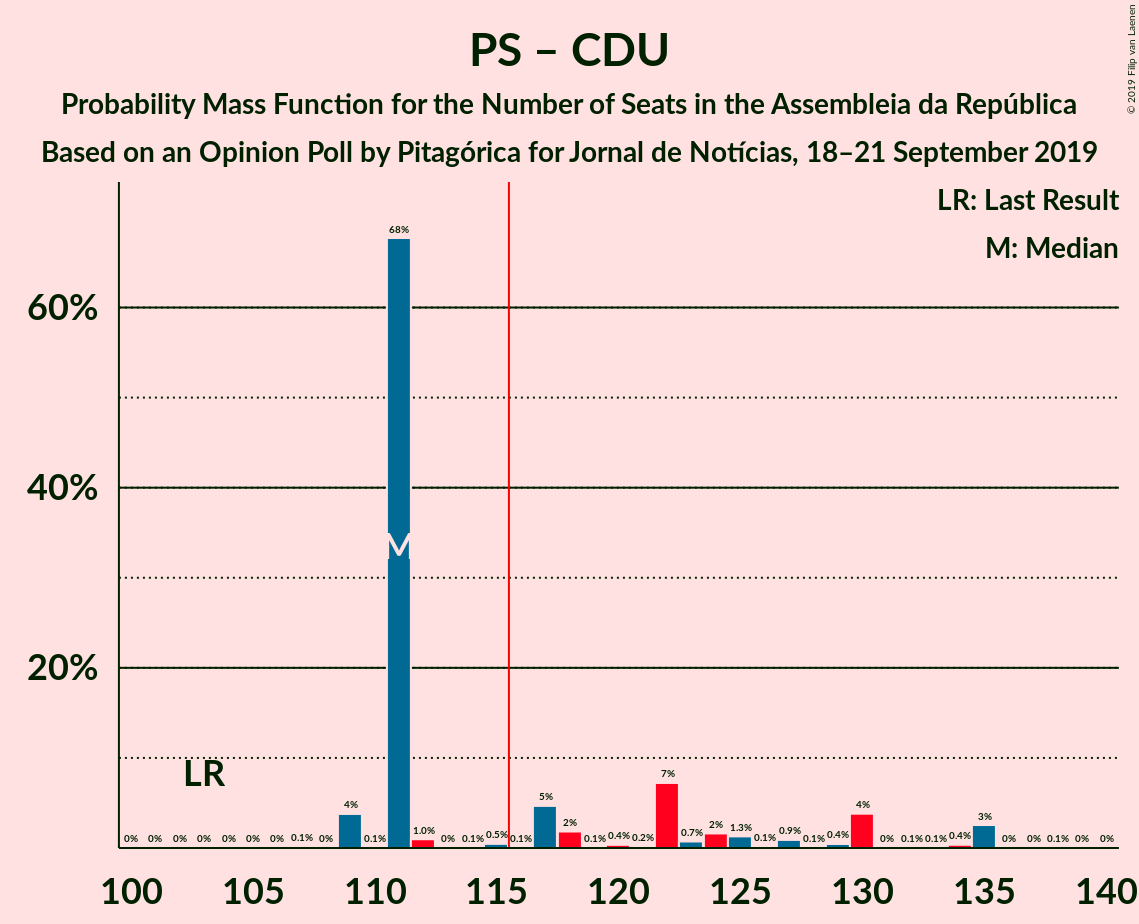 PS – CDU
Probability Mass Function for the Number of Seats in the Assembleia da República
Based on an Opinion Poll by Pitagórica for Jornal de Notícias, 18–21 September 2019
© 2019 Filip van Laenen
LR: Last Result
M: Median
60%
40%
20%
LR
M
0% 0% 0% 0% 0% 0% 0% 0.1% 0% 4% 0.1% 68% 1.0% 0% 0.1% 0.5% 0.1% 5% 2% 0.1% 0.4% 0.2% 7% 0.7% 2% 1.3% 0.1% 0.9% 0.1% 0.4% 4% 0% 0.1% 0.1% 0.4% 3% 0% 0% 0.1% 0% 0%
100 105 110 115 120 125 130 135 140